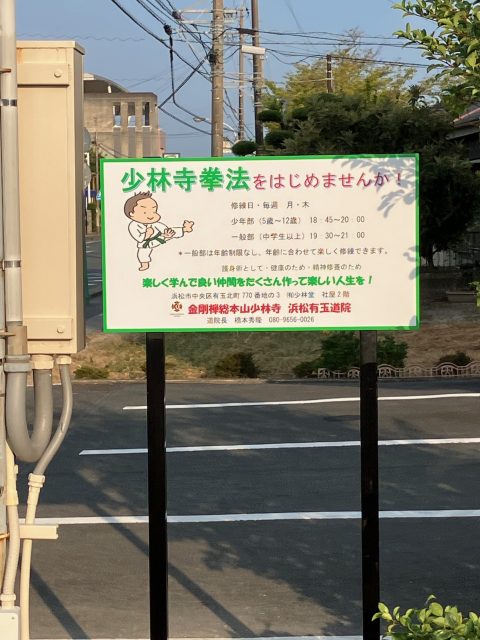 少林寺拳法をはじめませんか！
修練日・毎週　月・木
少年部（5歳〜12歳）　18：45〜20：00
一般部（中学生以上）　19：30〜21：00
＊一般部は年齢制限なし、年齢に合わせて楽しく修練できます。
護身術として・健康のため・精神修養のため
楽しく学んで良い仲間をたくさん作って楽しい人生を！
浜松市中央区有玉北町770番地の3　㈲少林堂　社屋2階
金剛禅総本山少林寺　浜松有玉道院
道院長　橋本秀隆　080-9656-0026